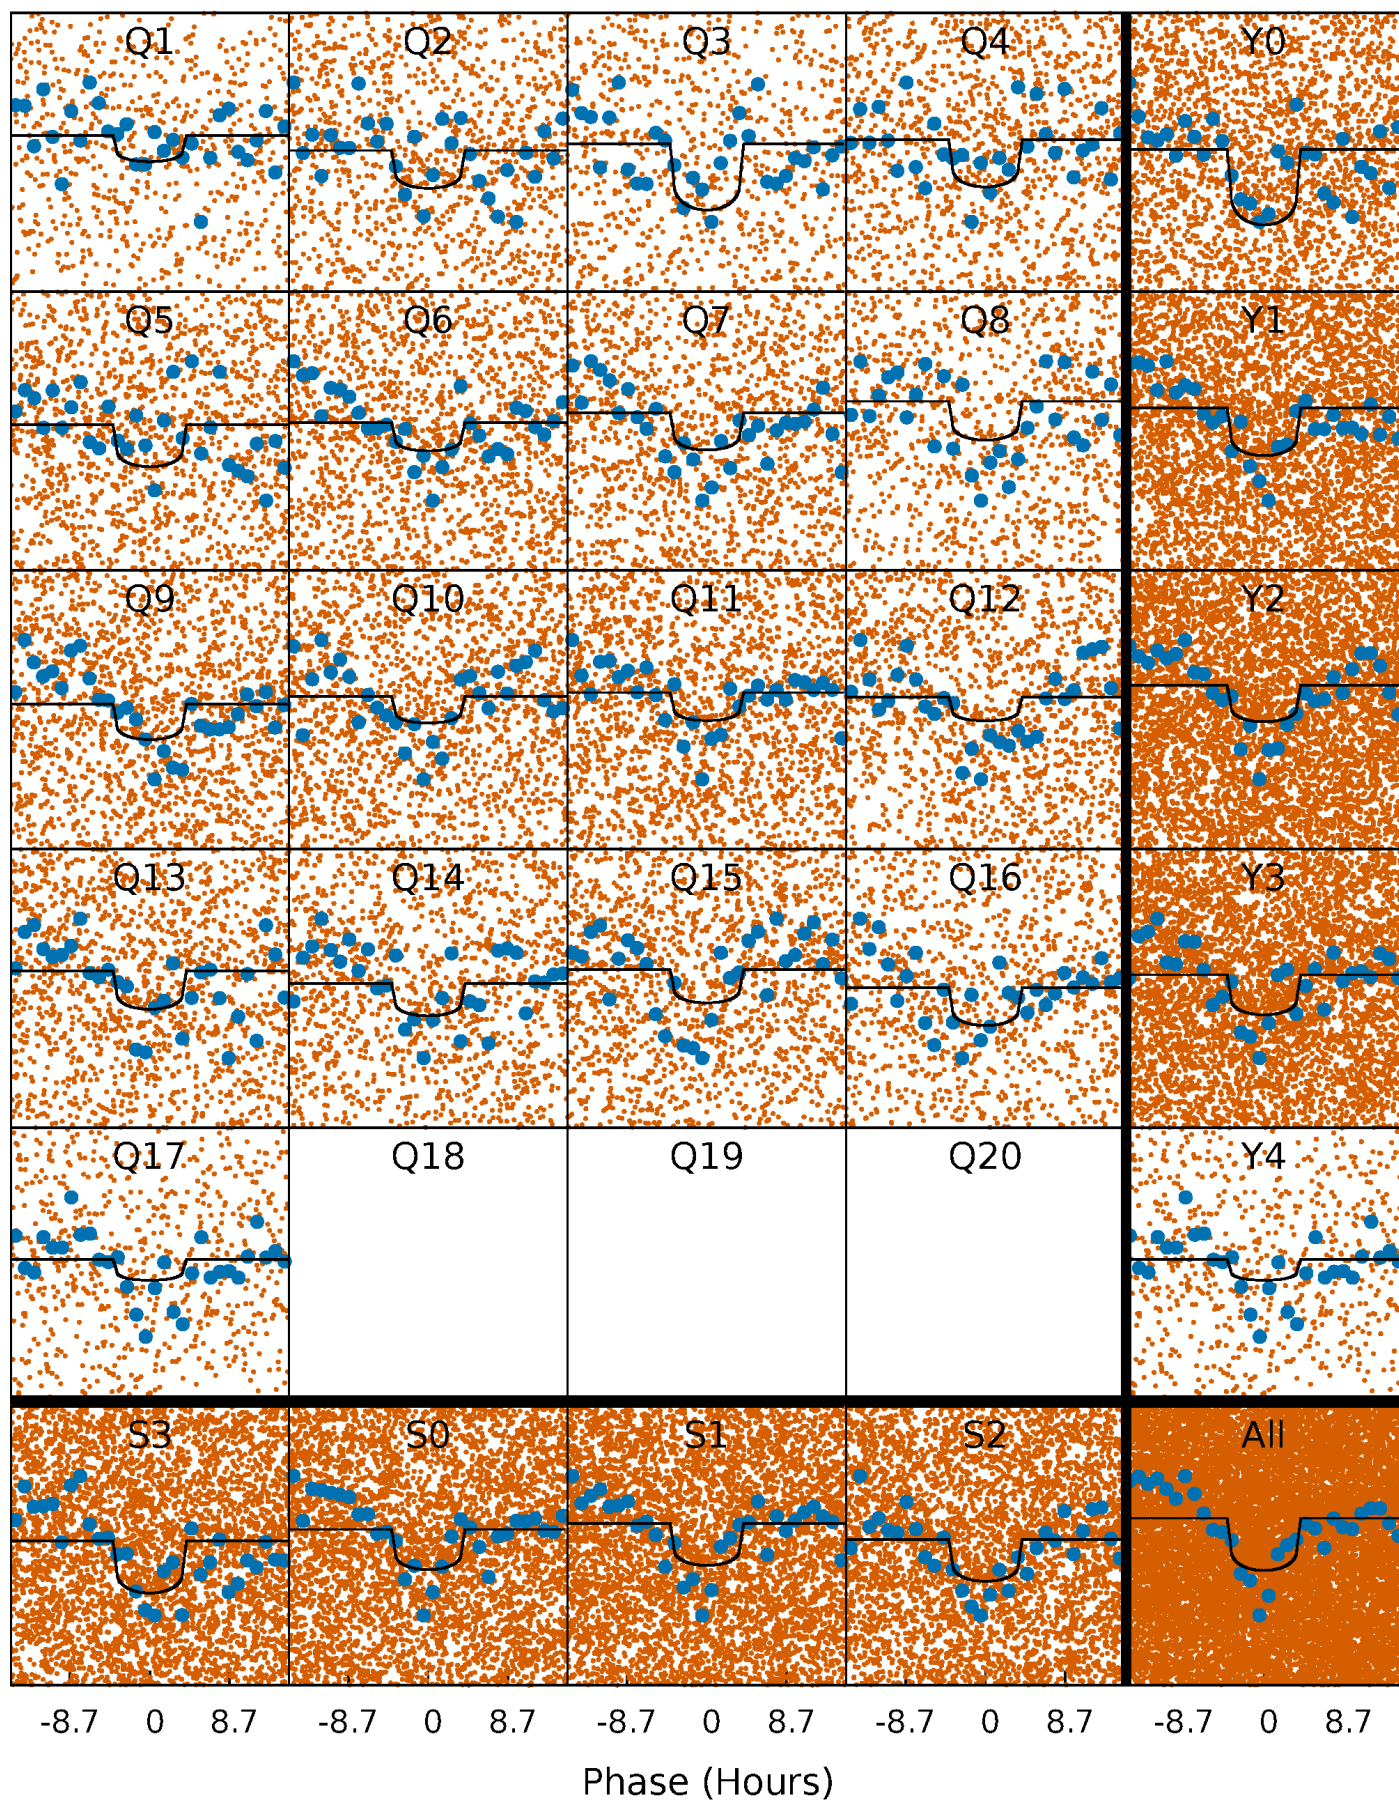 Q1 Q2 Q3 Q4 Y0
Q5 Q6 Q7 Q8 Y1
Q9 Q10 Q11 Q12 Y2
Q13 Q14 Q15 Q16 Y3
Q17 Q18 Q19 Q20 Y4
S3 S0 S1 S2 All
-8.7 0 8.7 -8.7 0 8.7 -8.7 0 8.7 -8.7 0 8.7 -8.7 0 8.7
Phase (Hours)